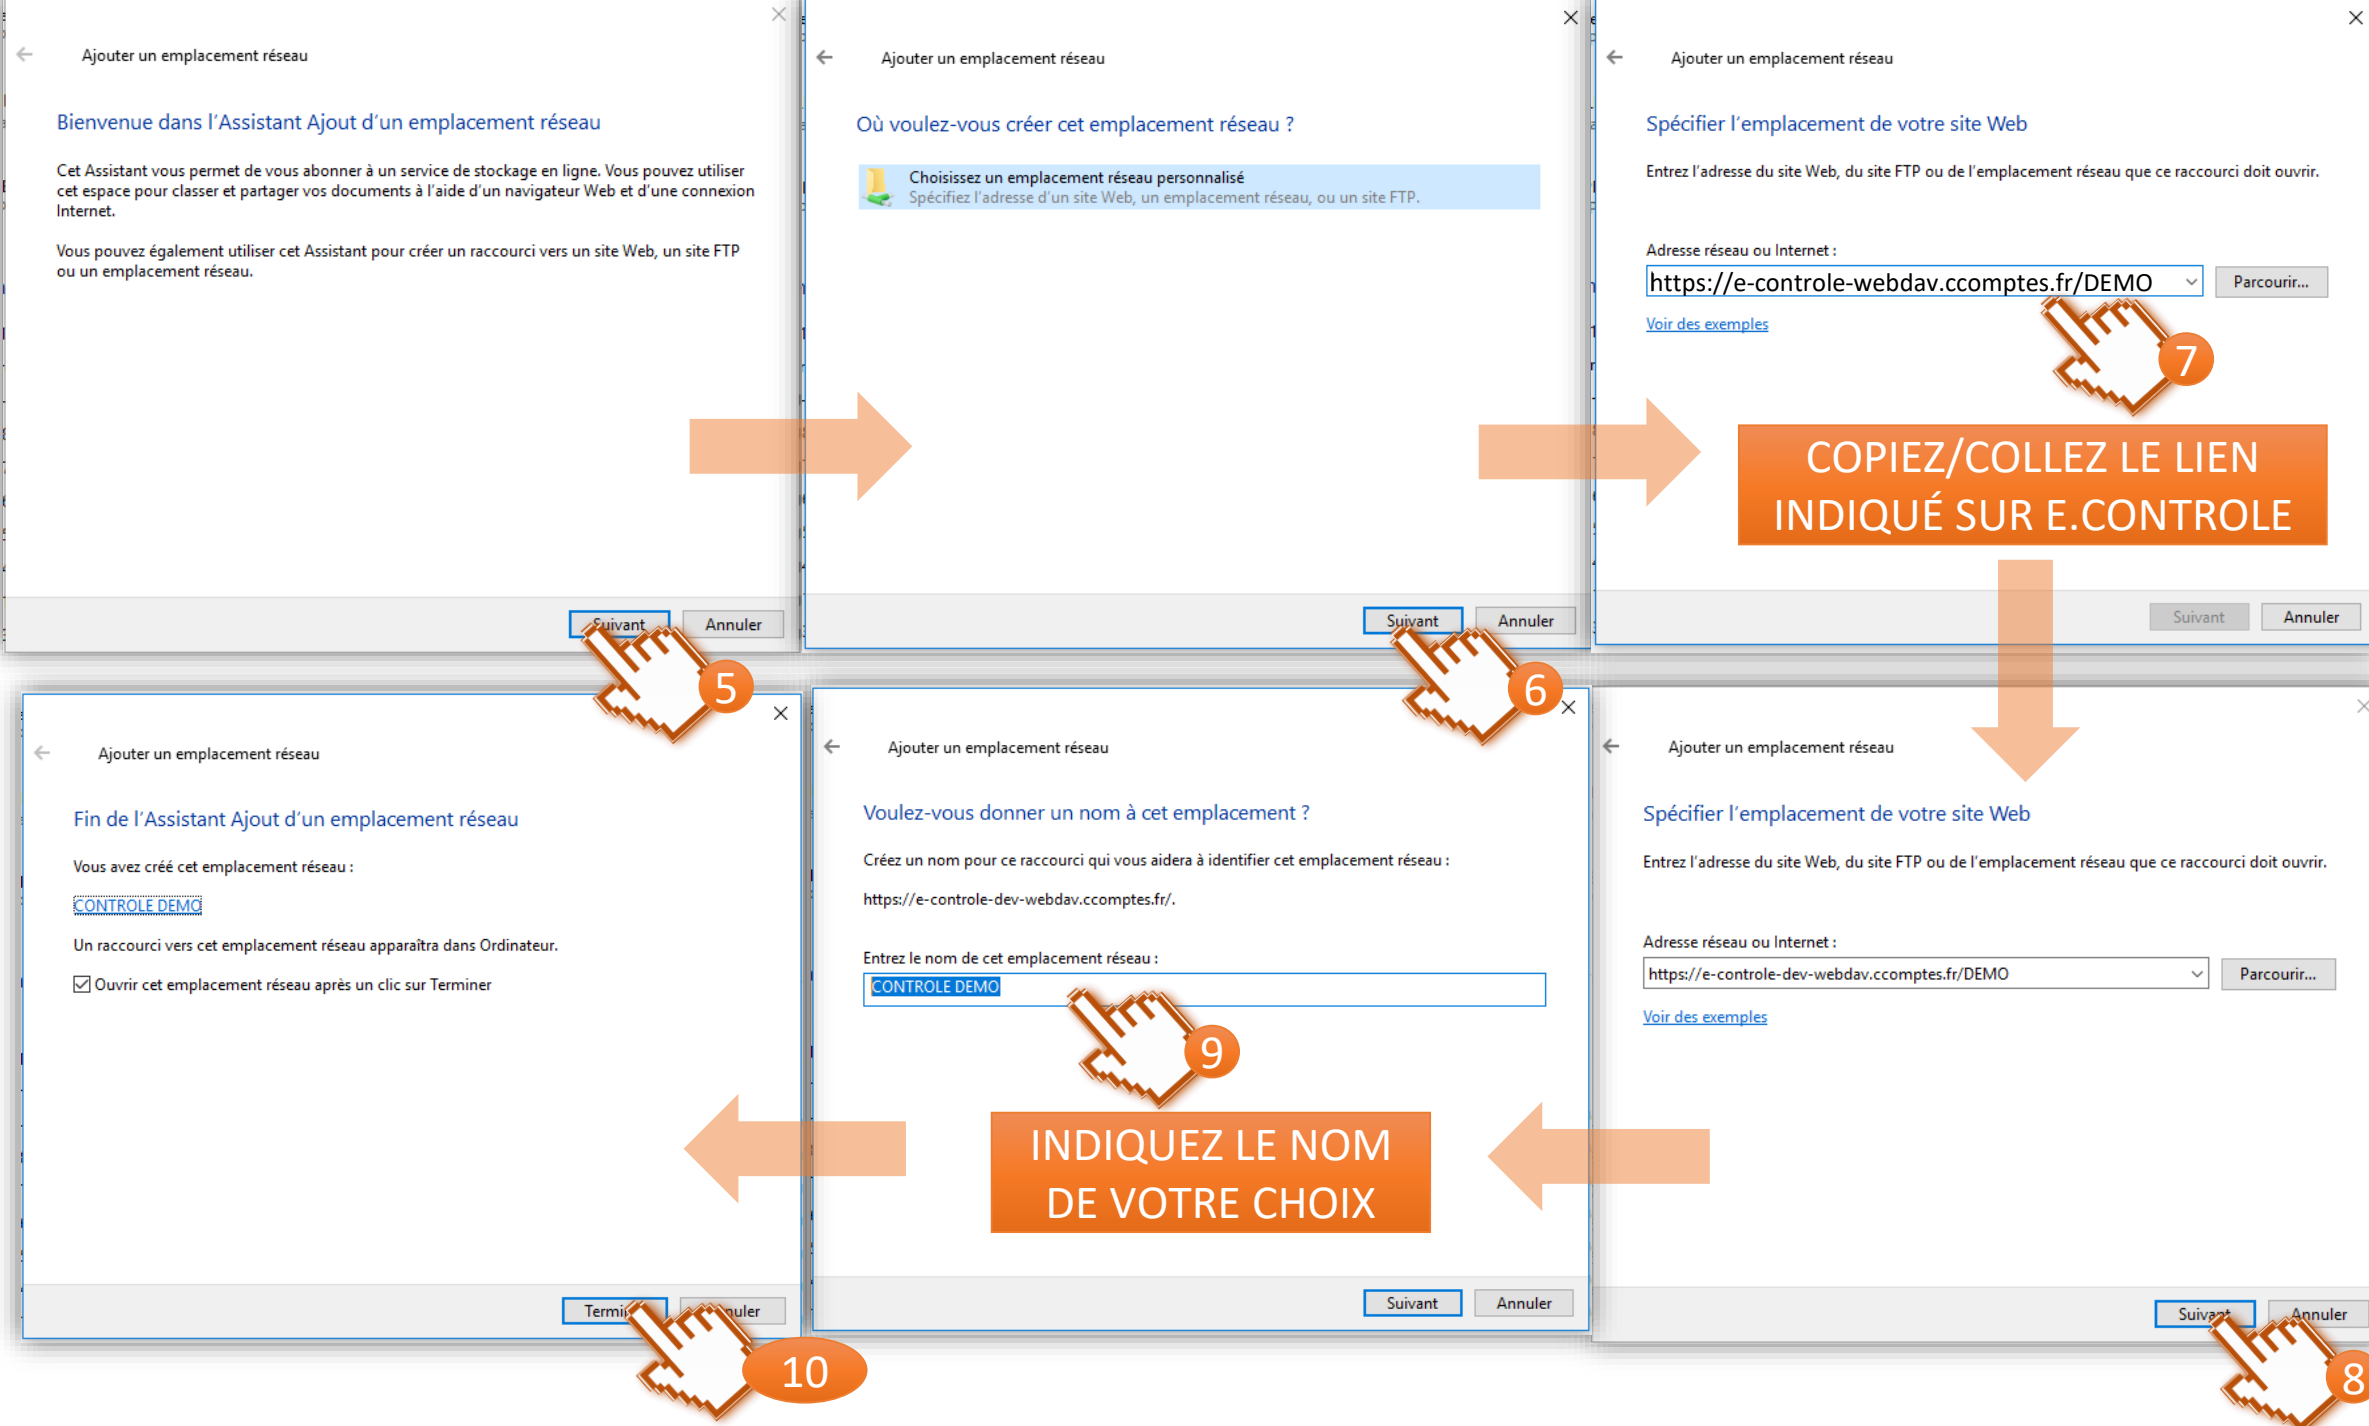 Ajouter un emplacement réseau
Bienvenue dans l'Assistant Ajout d'un emplacement réseau
Cet Assistant vous permet de vous abonner à un service de stockage en ligne. Vous pouvez utiliser
cet espace pour classer et partager vos documents à l'aide d'un navigateur Web et d'une connexion
Internet.
Vous pouvez également utiliser cet Assistant pour créer un raccourci vers un site Web, un site FTP
ou un emplacement réseau.
Suivant
Annuler
5
Ajouter un emplacement réseau
Où voulez-vous créer cet emplacement réseau ?
Choisissez un emplacement réseau personnalisé
Spécifiez l'adresse d'un site Web, un emplacement réseau, ou un site FTP.
Suivant
Annuler
6
Ajouter un emplacement réseau
Spécifier l'emplacement de votre site Web
Entrez l'adresse du site Web, du site FTP ou de l'emplacement réseau que ce raccourci doit ouvrir.
Adresse réseau ou Internet :
https://e-controle-webdav.ccomptes.fr/DEMO
Parcourir...
Voir des exemples
7
COPIEZ/COLLEZ LE LIEN
INDIQUÉ SUR E.CONTROLE
Suivant
Annuler
Ajouter un emplacement réseau
Spécifier l'emplacement de votre site Web
Entrez l'adresse du site Web, du site FTP ou de l'emplacement réseau que ce raccourci doit ouvrir.
Adresse réseau ou Internet :
https://e-controle-dev-webdav.ccomptes.fr/DEMO
Parcourir...
Voir des exemples
Suivant
Annuler
8
Ajouter un emplacement réseau
Voulez-vous donner un nom à cet emplacement ?
Créez un nom pour ce raccourci qui vous aidera à identifier cet emplacement réseau :
https://e-controle-dev-webdav.ccomptes.fr/.
Entrez le nom de cet emplacement réseau :
CONTROLE DEMO
9
INDIQUEZ LE NOM
DE VOTRE CHOIX
Suivant
Annuler
Ajouter un emplacement réseau
Fin de l'Assistant Ajout d'un emplacement réseau
Vous avez créé cet emplacement réseau :
CONTROLE DEMO
Un raccourci vers cet emplacement réseau apparaîtra dans Ordinateur.
Ouvrir cet emplacement réseau après un clic sur Terminer
10